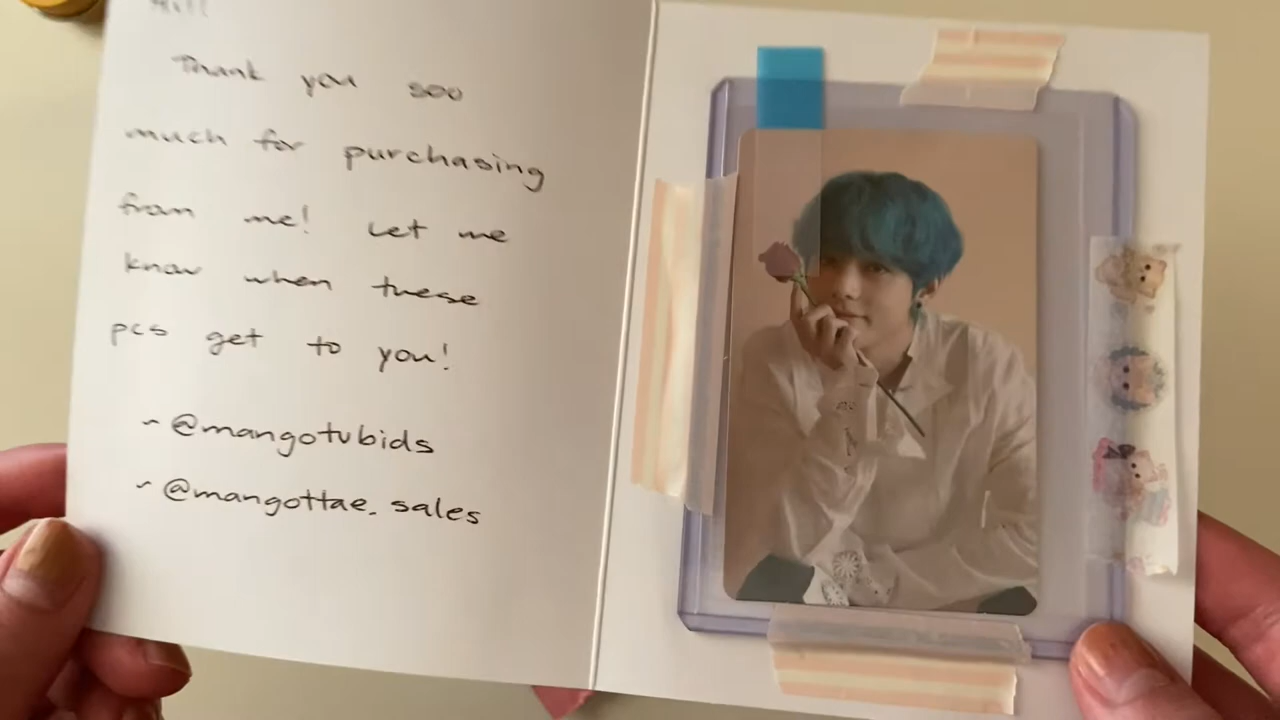 Hi!!
Thank you soo
much for purchasing
from me! Let me
know when these
pcs get to you!
~ @mangotubids
~ @mangottae. sales